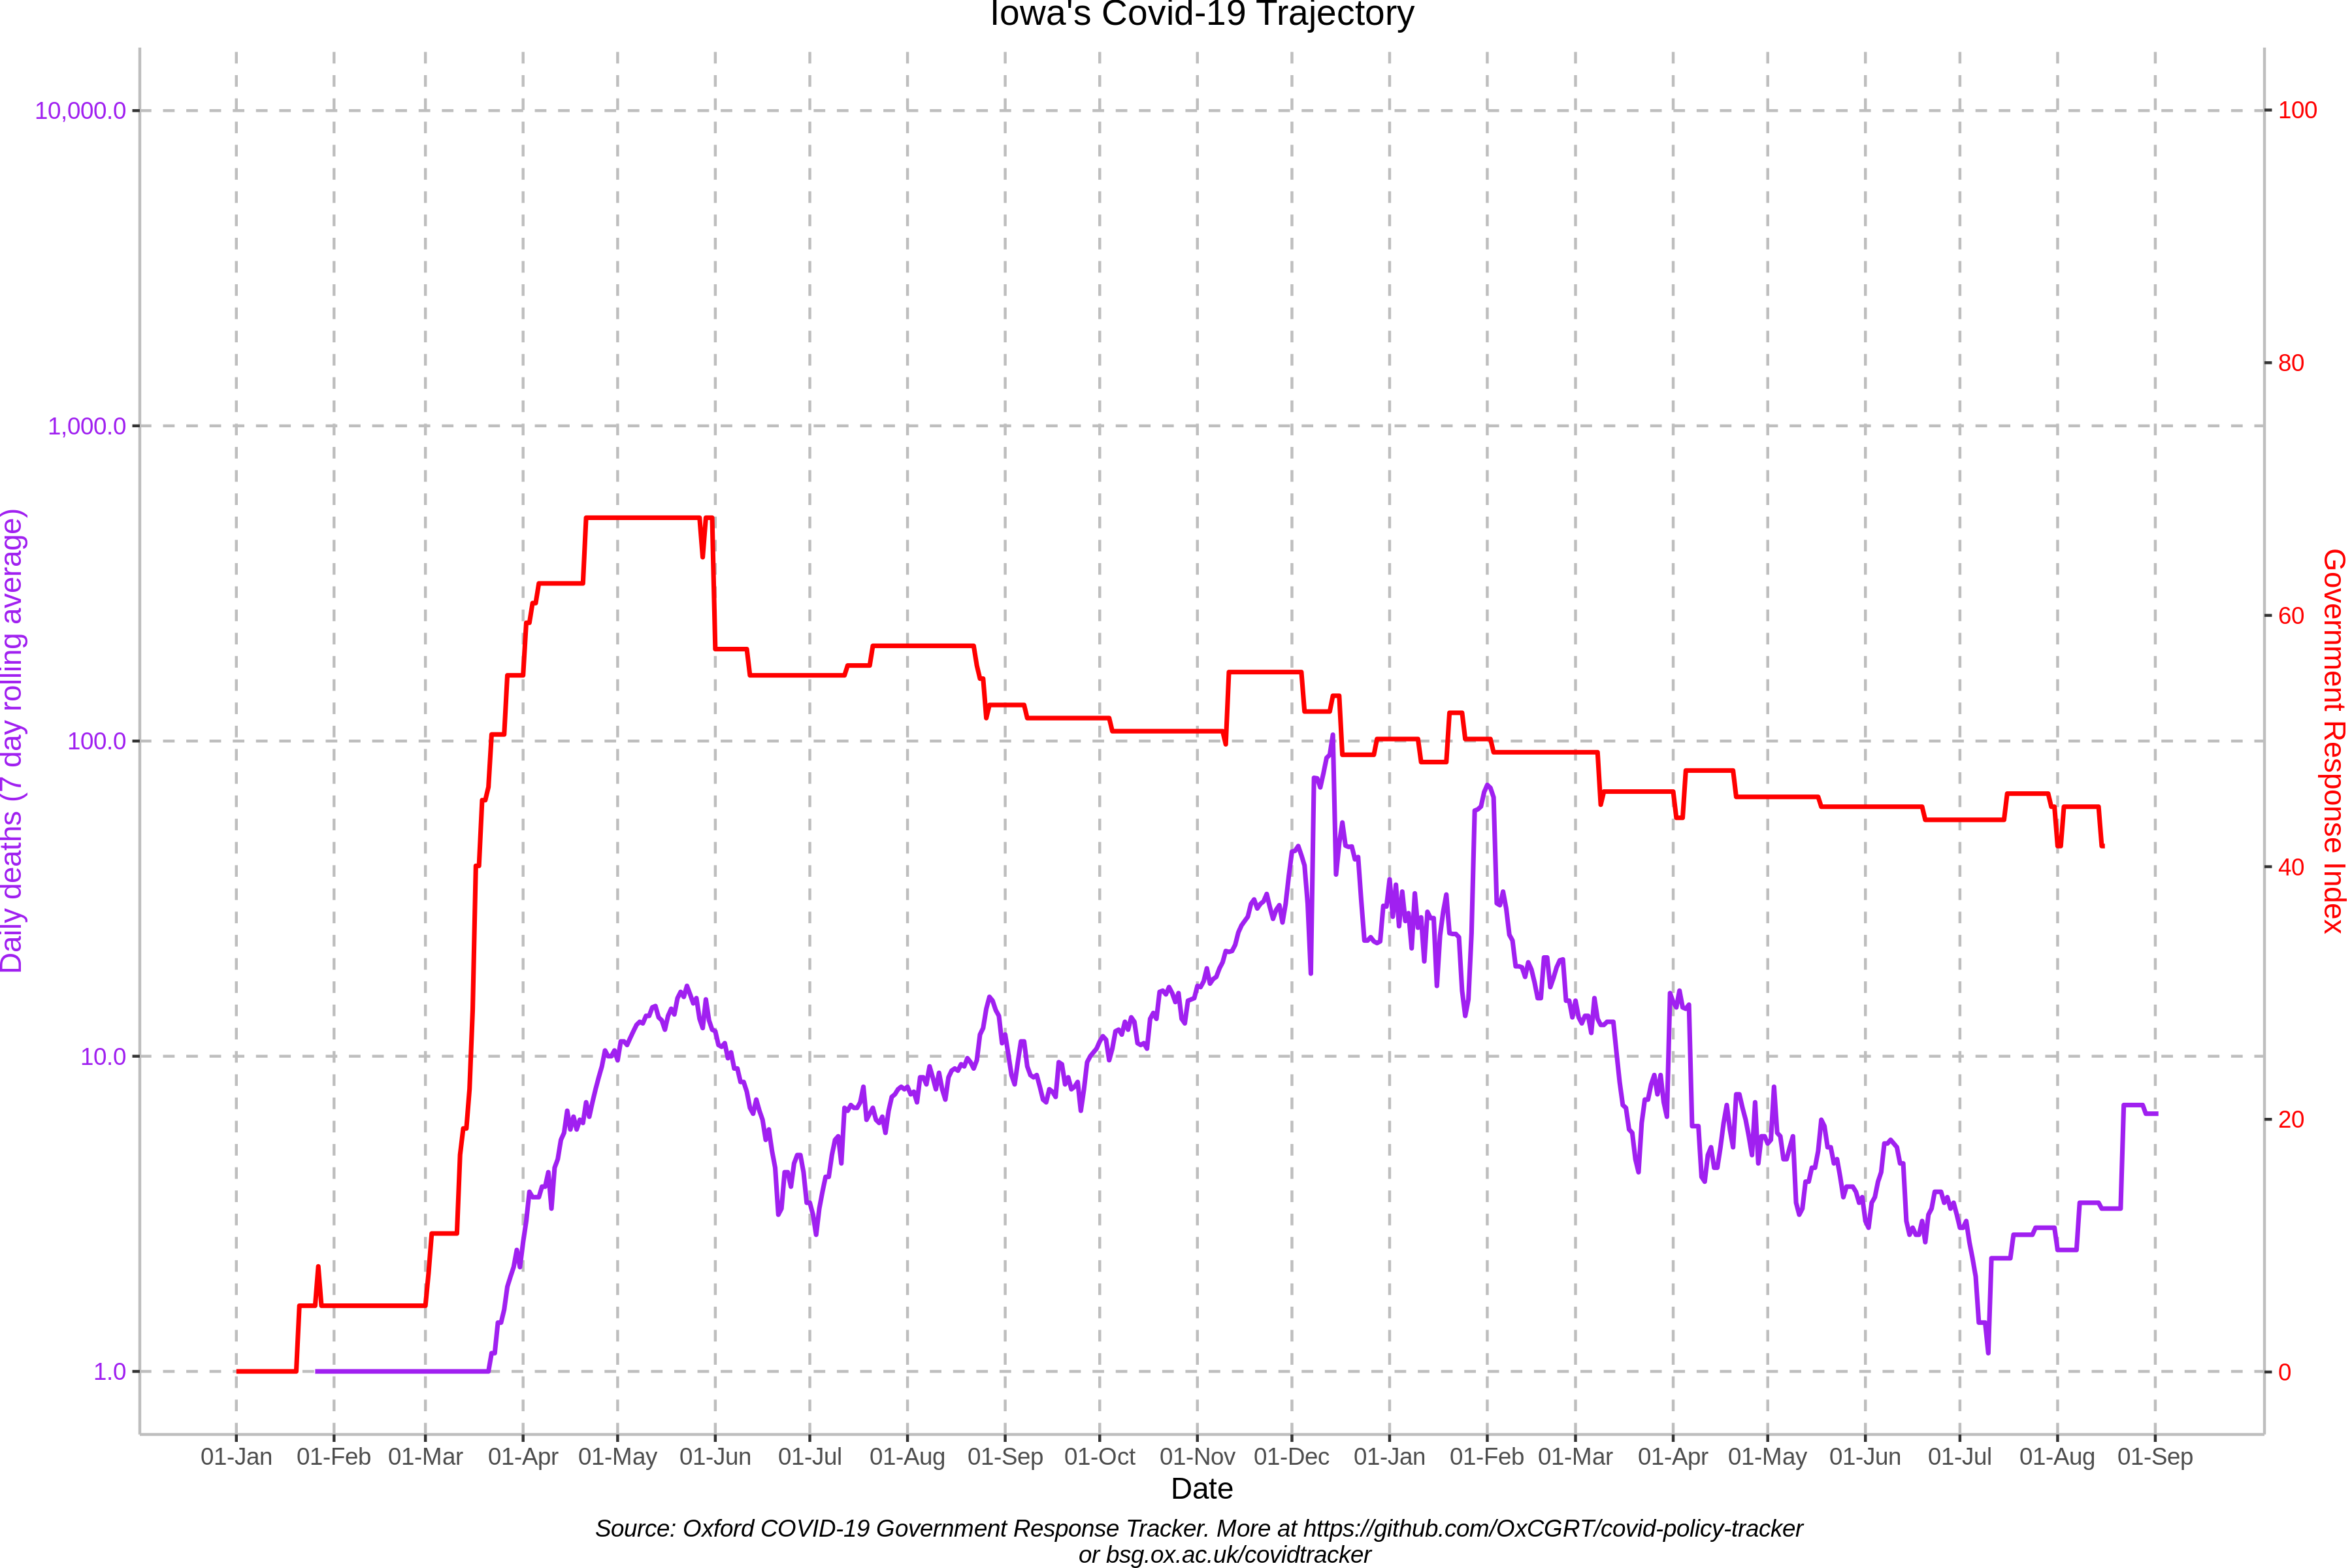 Iowa's Covid-19 Trajectory
10,000.0
1,000.0
100.0
10.0
1.0
Daily deaths (7 day rolling average)
100
80
60
40
20
0
Government Response Index
01-Jan 01-Feb 01-Mar 01-Apr 01-May 01-Jun 01-Jul 01-Aug 01-Sep 01-Oct 01-Nov 01-Dec 01-Jan 01-Feb 01-Mar 01-Apr 01-May 01-Jun 01-Jul 01-Aug 01-Sep
Date
Source: Oxford COVID-19 Government Response Tracker. More at https://github.com/OxCGRT/covid-policy-tracker
or bsg.ox.ac.uk/covidtracker